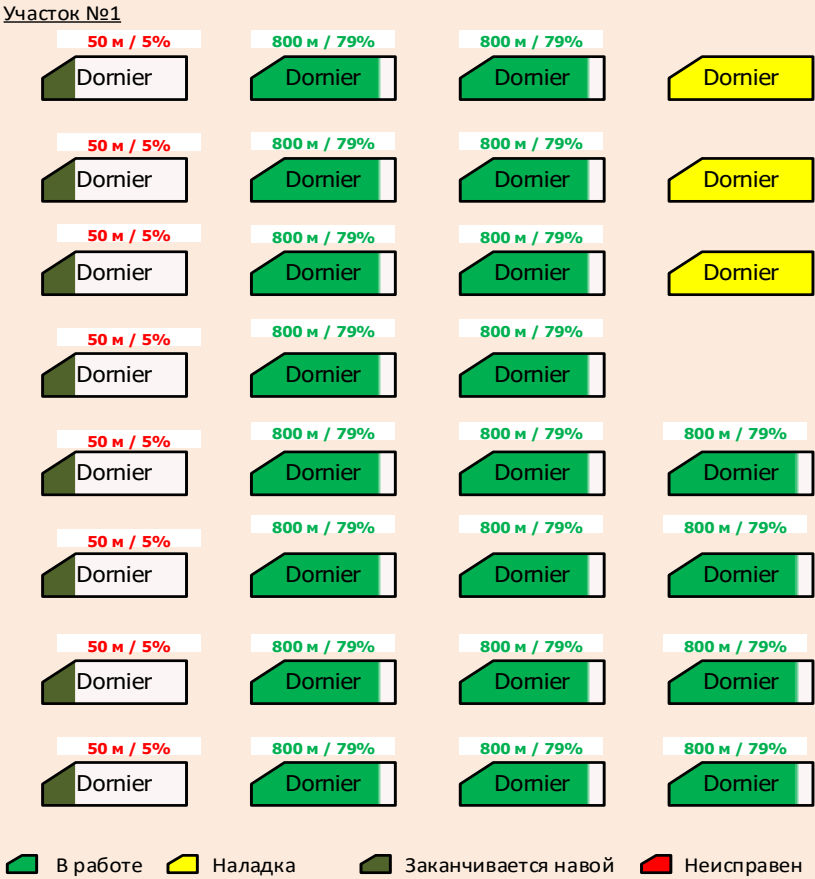 Участок №1
50 м / 5% 800 м / 79% 800 м / 79%
Dornier Dornier Dornier Dornier
50 м / 5% 800 м / 79% 800 м / 79%
Dornier Dornier Dornier Dornier
50 м / 5% 800 м / 79% 800 м / 79%
Dornier Dornier Dornier Dornier
50 м / 5% 800 м / 79% 800 м / 79%
Dornier Dornier Dornier
50 м / 5% 800 м / 79% 800 м / 79% 800 м / 79%
Dornier Dornier Dornier Dornier
50 м / 5% 800 м / 79% 800 м / 79% 800 м / 79%
Dornier Dornier Dornier Dornier
50 м / 5% 800 м / 79% 800 м / 79% 800 м / 79%
Dornier Dornier Dornier Dornier
50 м / 5% 800 м / 79% 800 м / 79% 800 м / 79%
Dornier Dornier Dornier Dornier
В работе Наладка Заканчивается навой Неисправен